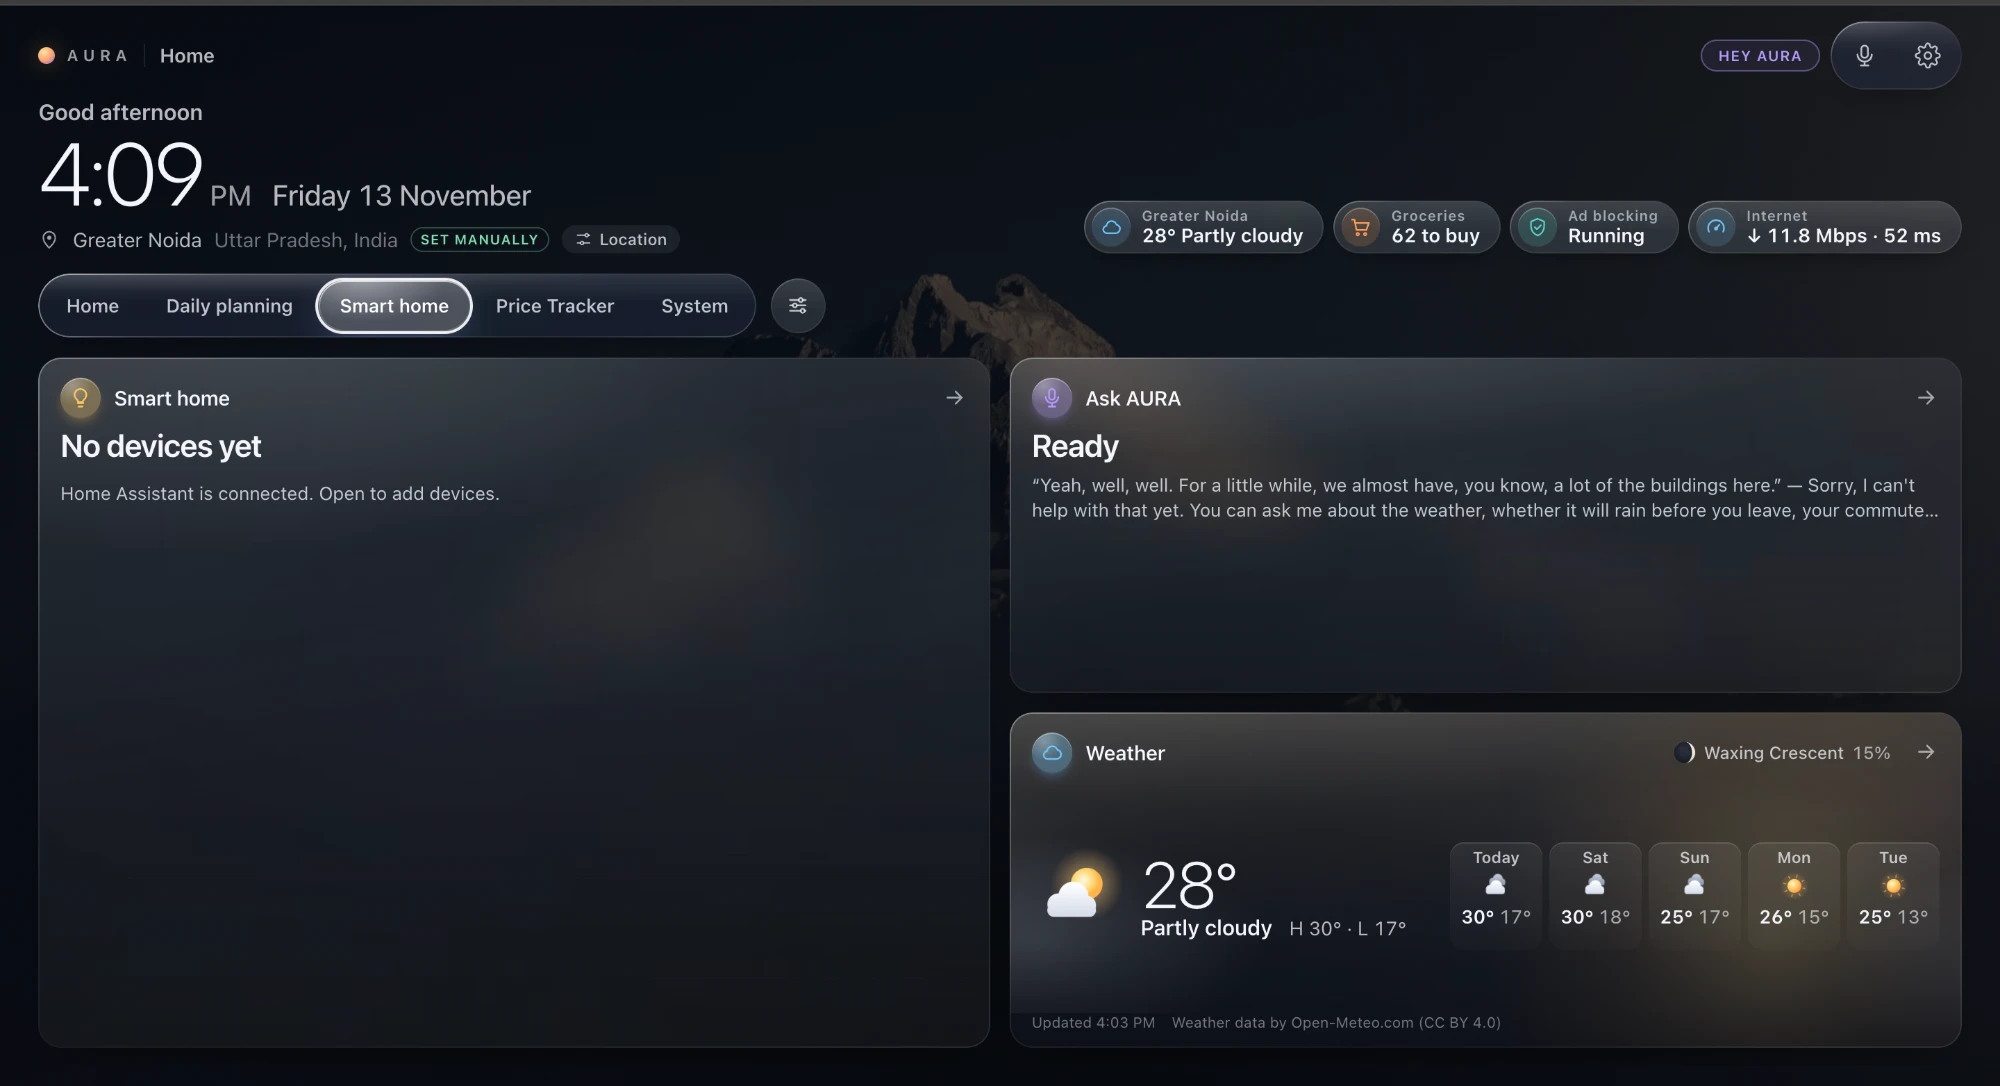 AURA Home
HEY AURA
Good afternoon
4:09 PM Friday 13 November
Greater Noida Uttar Pradesh, India SET MANUALLY Location
Greater Noida
28° Partly cloudy
Groceries
62 to buy
Ad blocking
Running
Internet
↓ 11.8 Mbps · 52 ms
Home Daily planning Smart home Price Tracker System
Smart home
No devices yet
Home Assistant is connected. Open to add devices.
Ask AURA
Ready
“Yeah, well, well. For a little while, we almost have, you know, a lot of the buildings here.” — Sorry, I can't
help with that yet. You can ask me about the weather, whether it will rain before you leave, your commute...
Weather
Waxing Crescent 15%
28°
Partly cloudy H 30° · L 17°
Today
30° 17°
Sat
30° 18°
Sun
25° 17°
Mon
26° 15°
Tue
25° 13°
Updated 4:03 PM Weather data by Open-Meteo.com (CC BY 4.0)